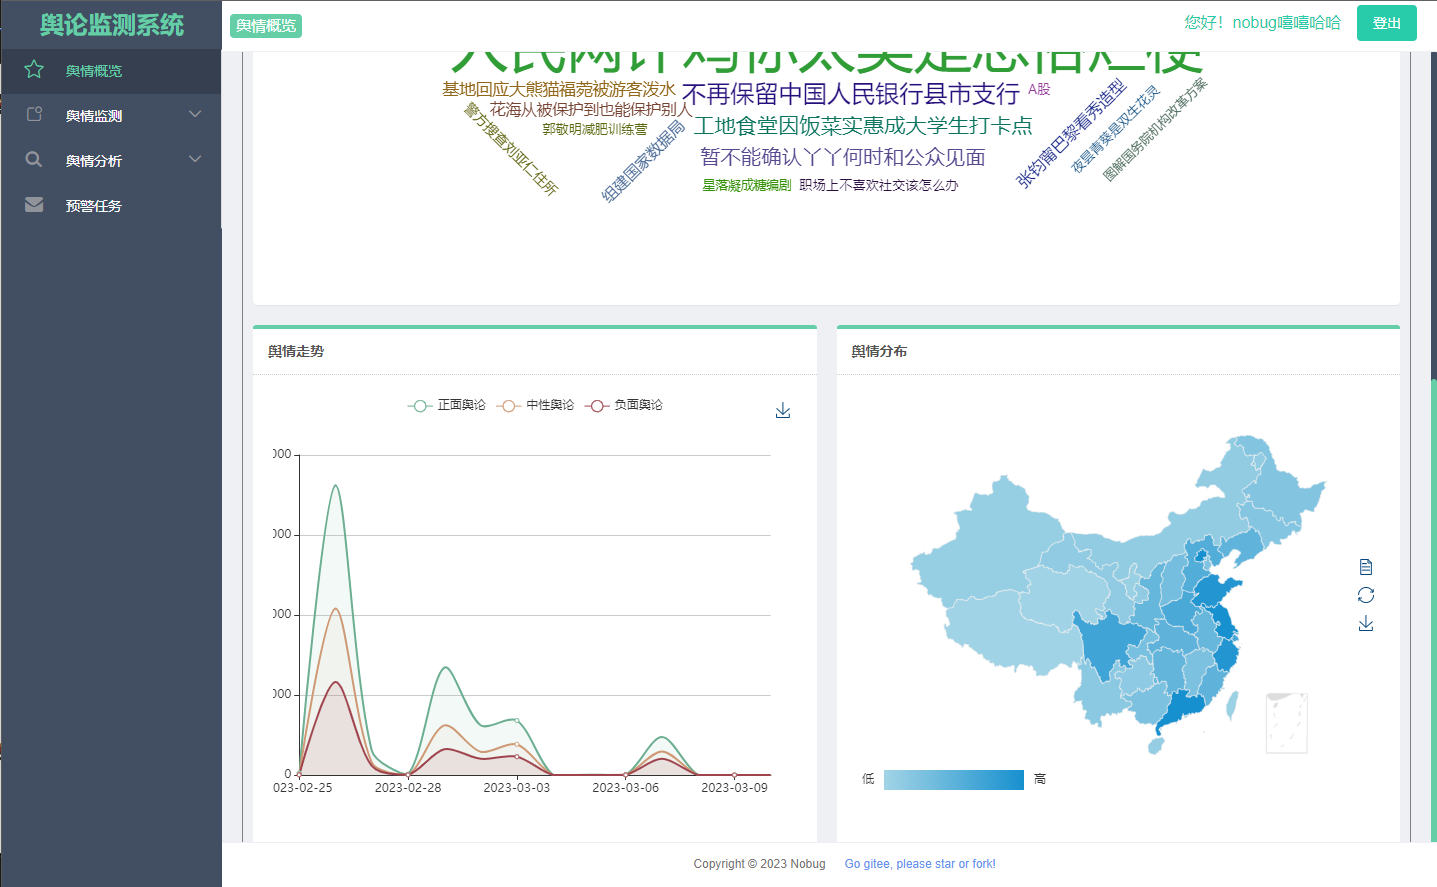 舆论监测系统
舆情概览
您好！nobug嘻嘻哈哈
登出
舆情概览
舆情监测
舆情分析
预警任务
基地回应大熊猫福菀被游客泼水
不再保留中国人民银行县市支行
A股
花海从被保护到也能保护别人
郭敬明减肥训练营
警方搜查刘亚仁住所
组建国家数据局
工地食堂因饭菜实惠成大学生打卡点
暂不能确认丫丫何时和公众见面
星落凝成糖编剧
职场上不喜欢社交该怎么办
张钧甯巴黎看秀造型
夜昙青葵是双生花灵
图解国务院机构改革方案
舆情走势
正面舆论
中性舆论
负面舆论
000
000
000
000
0
023-02-25
2023-02-28
2023-03-03
2023-03-06
2023-03-09
舆情分布
低
高
Copyright © 2023 Nobug
Go gitee, please star or fork!